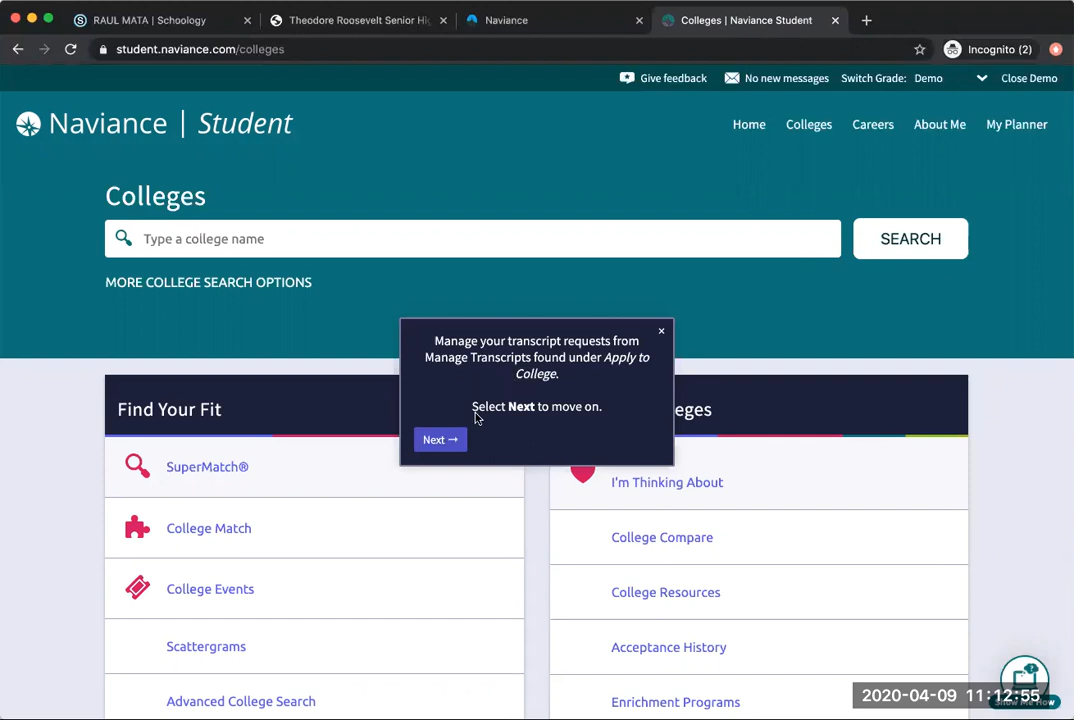 RAUL MATA | Schoology
Theodore Roosevelt Senior Hi
Naviance
Colleges | Naviance Student
student.naviance.com/colleges
Incognito (2)
Give feedback
No new messages
Switch Grade: Demo
Close Demo
Naviance | Student
Home
Colleges
Careers
About Me
My Planner
Colleges
Type a college name
SEARCH
MORE COLLEGE SEARCH OPTIONS
Manage your transcript requests from
Manage Transcripts found under Apply to
College.
Select Next to move on.
Next →
Find Your Fit
SuperMatch®
College Match
College Events
Scattergrams
Advanced College Search
eges
I'm Thinking About
College Compare
College Resources
Acceptance History
Enrichment Programs
2020-04-09 11:12:55
Show Me How